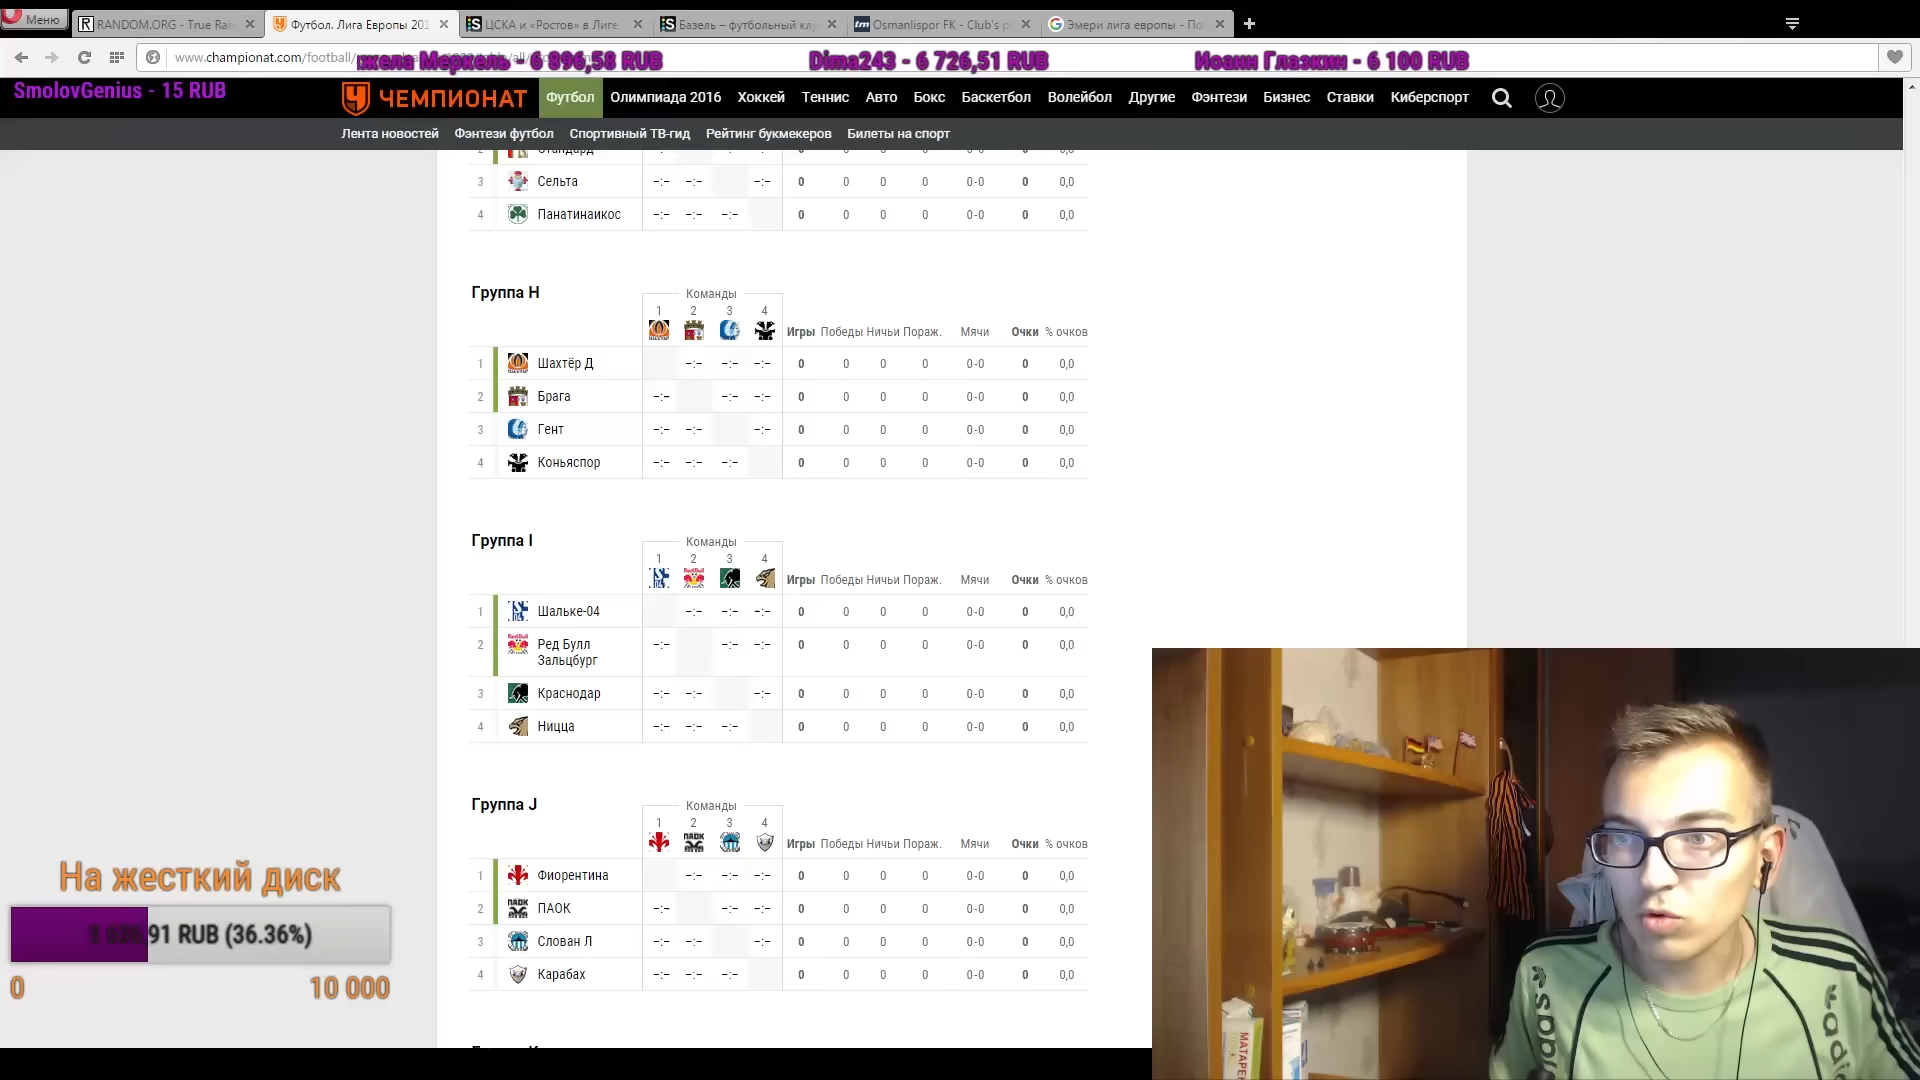 Меню
RANDOM.ORG - True Ran
Футбол. Лига Европы 201
ЦСКА и «Ростов» в Лиге
Базель – футбольный клу
Osmanlispor FK - Club's p
Эмери лига европы - По
www.championat.com/football/
жела Меркель - 6 896,58 RUB
Dima243 - 6 726,51 RUB
Иоанн Глазкин - 6 100 RUB
SmolovGenius - 15 RUB
ЧЕМПИОНАТ
Футбол Олимпиада 2016 Хоккей Теннис Авто Бокс Баскетбол Волейбол Другие Фэнтези Бизнес Ставки Киберспорт
Лента новостей Фэнтези футбол Спортивный ТВ-гид Рейтинг букмекеров Билеты на спорт
2 Стандард -:- -:- -:- 0 0 0 0 0-0 0 0,0
3 Сельта -:- -:- -:- 0 0 0 0 0-0 0 0,0
4 Панатинаикос -:- -:- -:- 0 0 0 0 0-0 0 0,0
Группа H
Команды
1 2 3 4
Игры Победы Ничьи Пораж. Мячи Очки % очков
1 Шахтёр Д -:- -:- -:- 0 0 0 0 0-0 0 0,0
2 Брага -:- -:- -:- 0 0 0 0 0-0 0 0,0
3 Гент -:- -:- -:- 0 0 0 0 0-0 0 0,0
4 Коньяспор -:- -:- -:- 0 0 0 0 0-0 0 0,0
Группа I
Команды
1 2 3 4
Игры Победы Ничьи Пораж. Мячи Очки % очков
1 Шальке-04 -:- -:- -:- 0 0 0 0 0-0 0 0,0
2 Ред Булл -:- -:- -:- 0 0 0 0 0-0 0 0,0
Зальцбург
3 Краснодар -:- -:- -:- 0 0 0 0 0-0 0 0,0
4 Ницца -:- -:- -:- 0 0 0 0 0-0 0 0,0
Группа J
Команды
1 2 3 4
Игры Победы Ничьи Пораж. Мячи Очки % очков
1 Фиорентина -:- -:- -:- 0 0 0 0 0-0 0 0,0
2 ПАОК -:- -:- -:- 0 0 0 0 0-0 0 0,0
3 Слован Л -:- -:- -:- 0 0 0 0 0-0 0 0,0
4 Карабах -:- -:- -:- 0 0 0 0 0-0 0 0,0
На жесткий диск
91 RUB (36.36%)
0
10 000
adidas